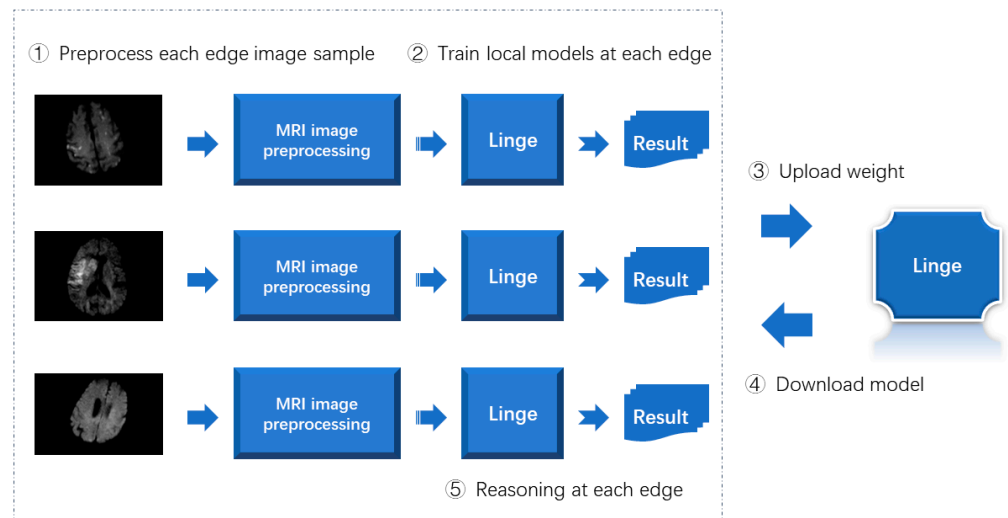 ① Preprocess each edge image sample
② Train local models at each edge
MRI image
preprocessing
Linge
Result
③ Upload weight
MRI image
preprocessing
Linge
Result
Linge
④ Download model
MRI image
preprocessing
Linge
Result
⑤ Reasoning at each edge